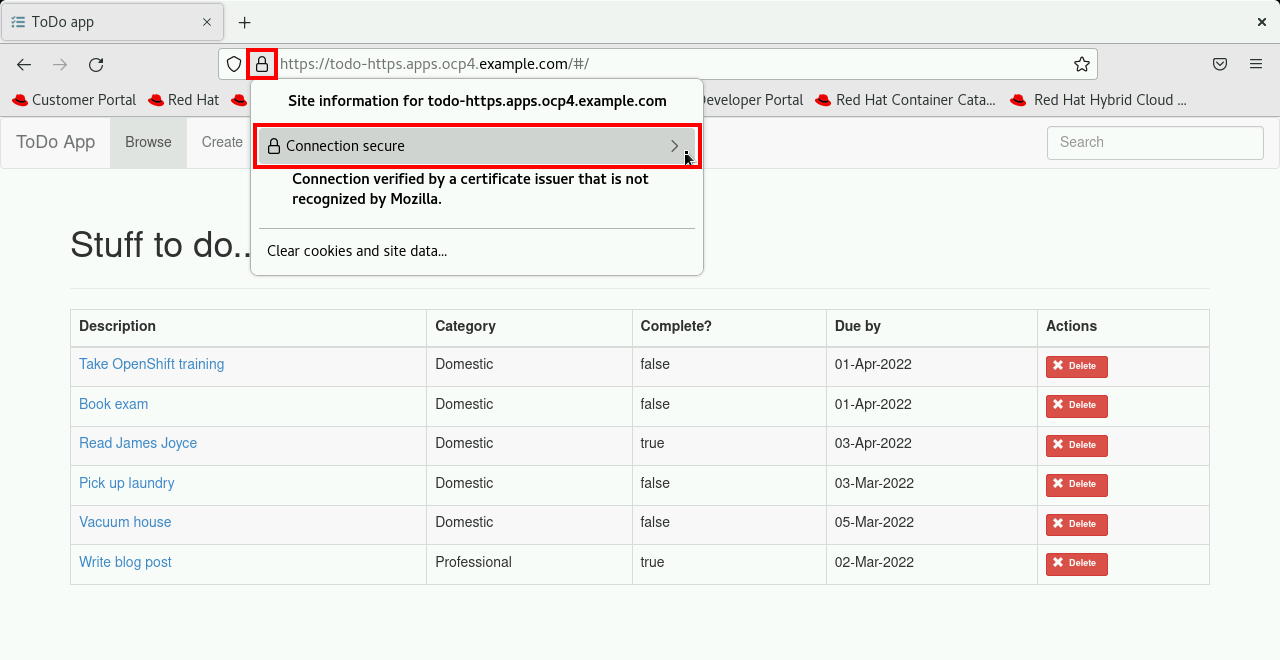 ToDo app
https://todo-https.apps.ocp4.example.com/#/
Customer Portal Red Hat Developer Portal Red Hat Container Cata... Red Hat Hybrid Cloud ...
Site information for todo-https.apps.ocp4.example.com
ToDo App Browse Create Search
Connection secure
Connection verified by a certificate issuer that is not
recognized by Mozilla.
Stuff to do..
Clear cookies and site data...
Description Category Complete? Due by Actions
Take OpenShift training Domestic false 01-Apr-2022 Delete
Book exam Domestic false 01-Apr-2022 Delete
Read James Joyce Domestic true 03-Apr-2022 Delete
Pick up laundry Domestic false 03-Mar-2022 Delete
Vacuum house Domestic false 05-Mar-2022 Delete
Write blog post Professional true 02-Mar-2022 Delete